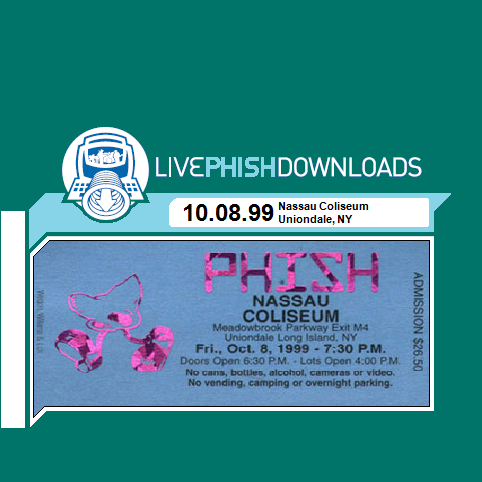 LIVEPHISHDOWNLOADS
10.08.99
Nassau Coliseum
Uniondale, NY
PHISH
NASSAU
COLISEUM
Meadowbrook Parkway Exit M4
Uniondale Long Island, NY
Fri., Oct. 8, 1999 - 7:30 P.M.
Doors Open 6:30 P.M. - Lots Open 4:00 P.M.
No cans, bottles, alcohol, cameras or video.
No vending, camping or overnight parking.
ADMISSION $26.50